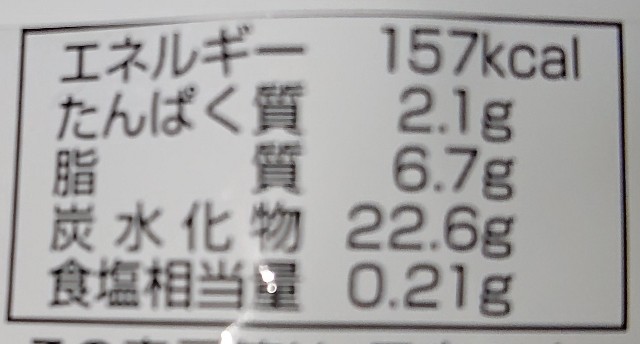 エネルギー 157kcal
たんぱく質 2.1g
脂質 6.7g
炭水化物 22.6g
食塩相当量 0.21g